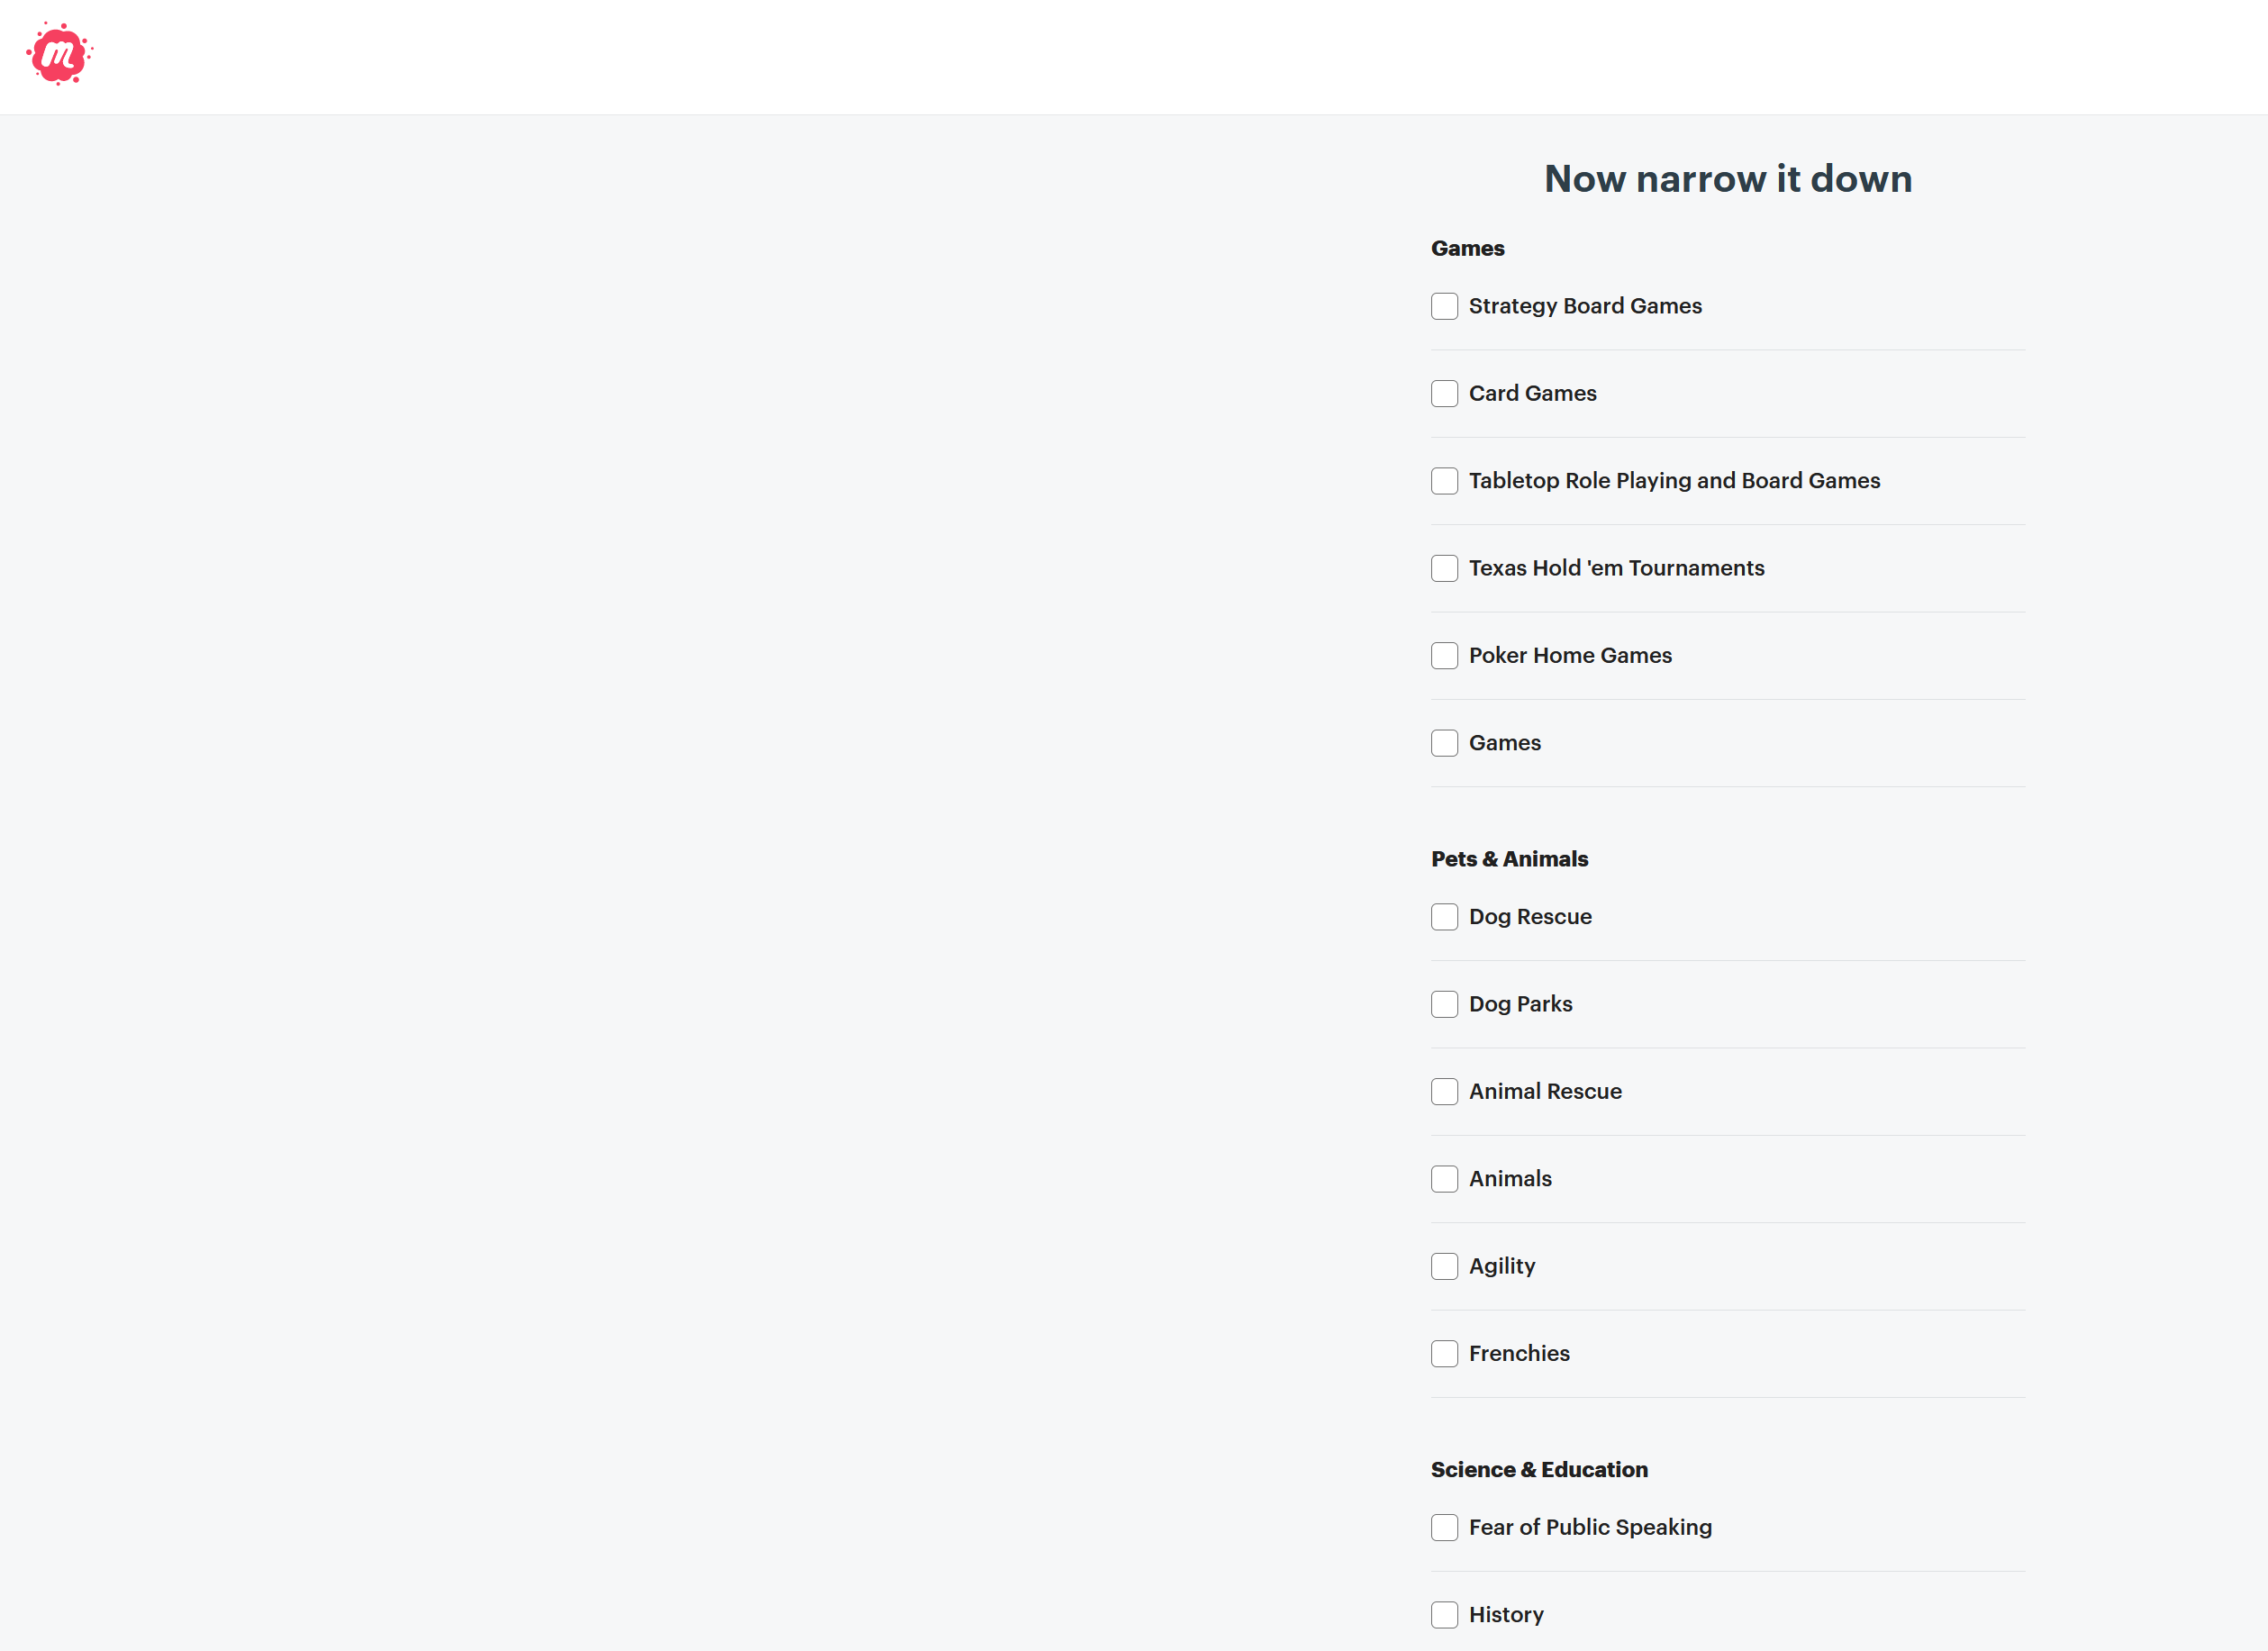 m
Now narrow it down
Games
Strategy Board Games
Card Games
Tabletop Role Playing and Board Games
Texas Hold 'em Tournaments
Poker Home Games
Games
Pets & Animals
Dog Rescue
Dog Parks
Animal Rescue
Animals
Agility
Frenchies
Science & Education
Fear of Public Speaking
History